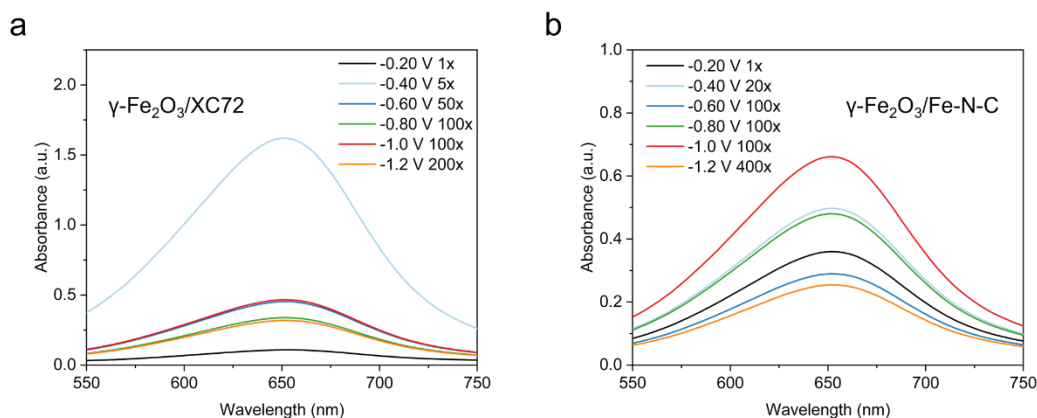 a
γ-Fe₂O₃/XC72
-0.20 V 1x
-0.40 V 5x
-0.60 V 50x
-0.80 V 100x
-1.0 V 100x
-1.2 V 200x
Absorbance (a.u.)
2.0
1.5
1.0
0.5
0.0
550
600
650
700
750
Wavelength (nm)
b
-0.20 V 1x
-0.40 V 20x
-0.60 V 100x
-0.80 V 100x
-1.0 V 100x
-1.2 V 400x
γ-Fe₂O₃/Fe-N-C
Absorbance (a.u.)
1.0
0.8
0.6
0.4
0.2
0.0
550
600
650
700
750
Wavelength (nm)